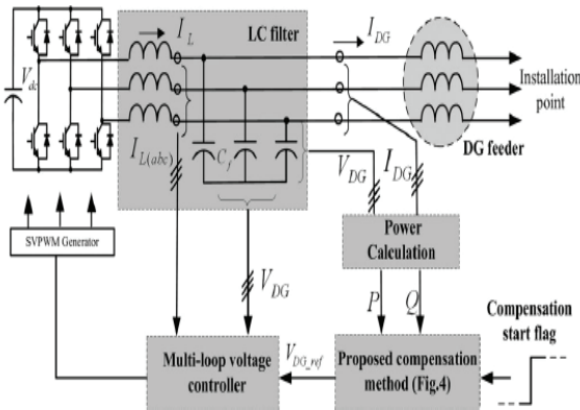 I_L
LC filter
I_DG
V_dc
Installation
point
I_L(abc)
C_f
DG feeder
V_DG
I_DG
SVPWM Generator
Power
Calculation
V_DG
P
Q
Compensation
start flag
Multi-loop voltage
controller
V_DG_ref
Proposed compensation
method (Fig.4)